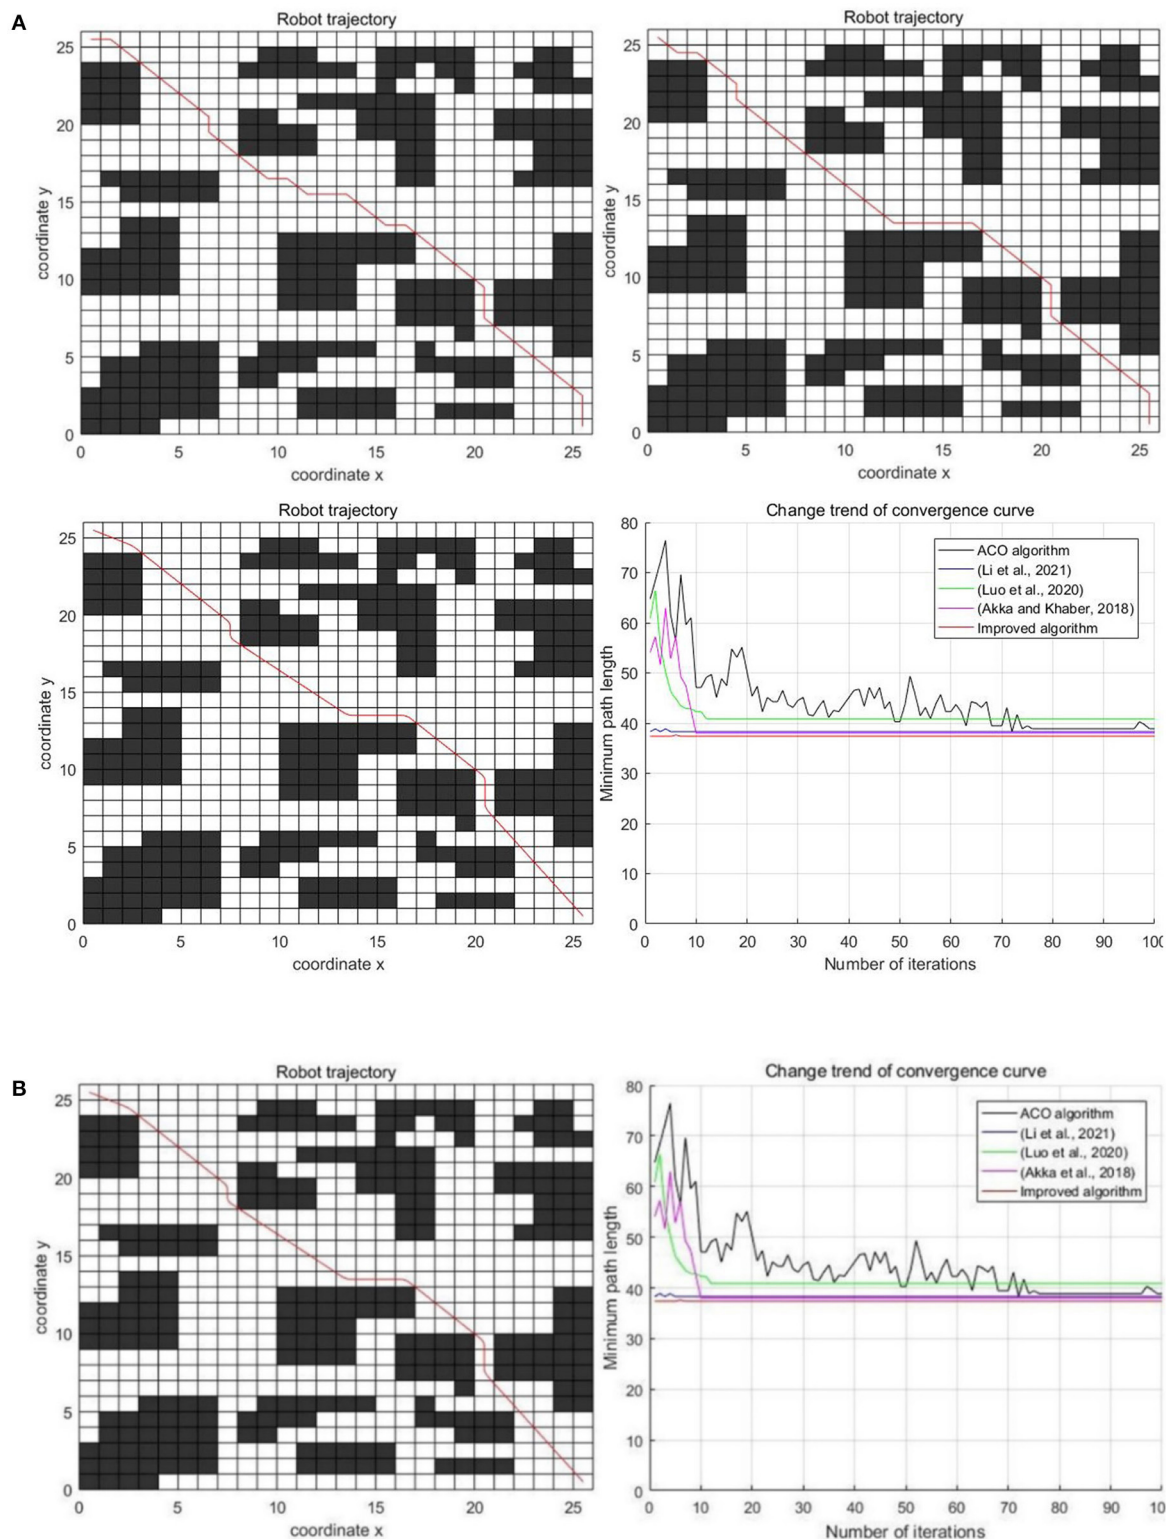 A
Robot trajectory
25
20
15
10
5
0
coordinate y
0 5 10 15 20 25
coordinate x
Robot trajectory
25
20
15
10
5
0
coordinate y
0 5 10 15 20 25
coordinate x
Robot trajectory
25
20
15
10
5
0
coordinate y
0 5 10 15 20 25
coordinate x
Change trend of convergence curve
80
70
60
50
40
30
20
10
0
Minimum path length
ACO algorithm
(Li et al., 2021)
(Luo et al., 2020)
(Akka and Khaber, 2018)
Improved algorithm
0 10 20 30 40 50 60 70 80 90 100
Number of iterations
B
Robot trajectory
25
20
15
10
5
0
coordinate y
0 5 10 15 20 25
coordinate x
Change trend of convergence curve
80
70
60
50
40
30
20
10
0
Minimum path length
ACO algorithm
(Li et al., 2021)
(Luo et al., 2020)
(Akka et al., 2018)
Improved algorithm
0 10 20 30 40 50 60 70 80 90
Number of iterations